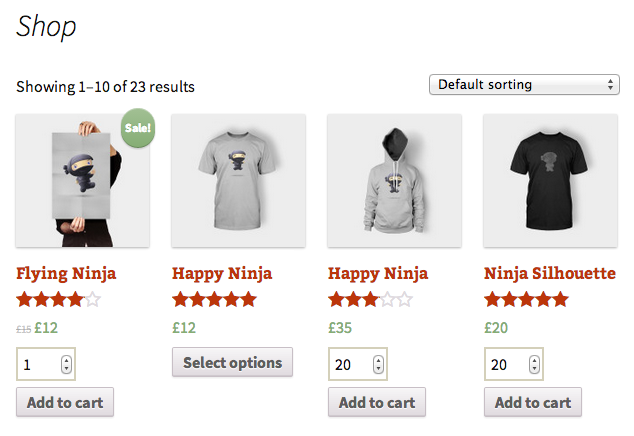 Shop
Showing 1–10 of 23 results
Default sorting
Sale!
Flying Ninja
£15 £12
1
Add to cart
Happy Ninja
£12
Select options
Happy Ninja
£35
20
Add to cart
Ninja Silhouette
£20
20
Add to cart